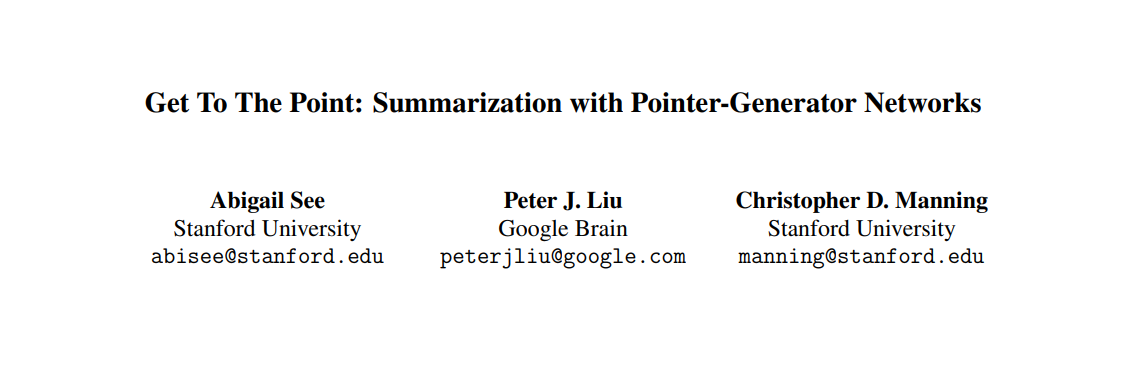 Get To The Point: Summarization with Pointer-Generator Networks
Abigail See
Stanford University
abisee@stanford.edu
Peter J. Liu
Google Brain
peterjliu@google.com
Christopher D. Manning
Stanford University
manning@stanford.edu